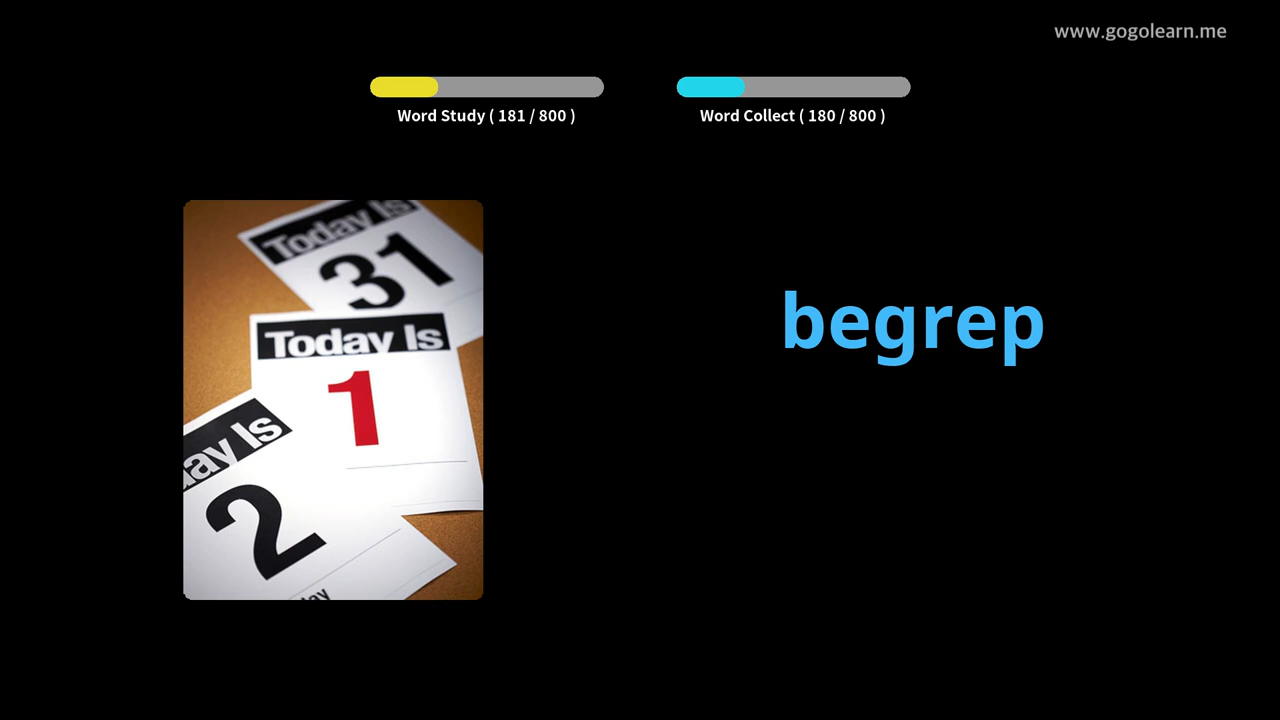 www.gogolearn.me
Word Study ( 181 / 800 )
Word Collect ( 180 / 800 )
Today Is
31
Today Is
1
day Is
2
begrep